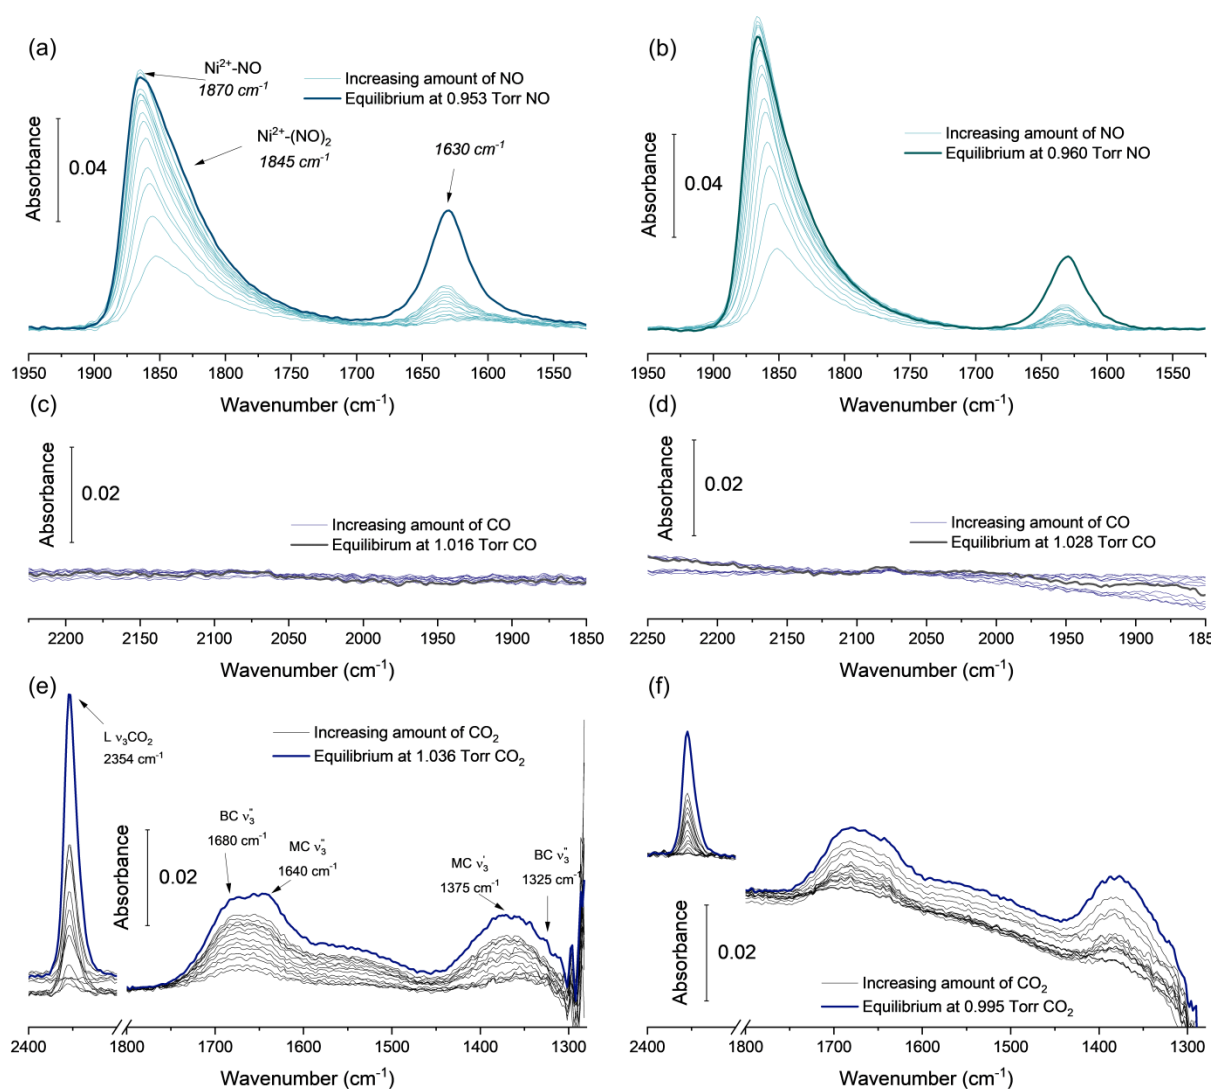 (a)
Ni²⁺-NO
1870 cm⁻¹
Increasing amount of NO
Equilibrium at 0.953 Torr NO
Ni²⁺-(NO)₂
1845 cm⁻¹
1630 cm⁻¹
0.04
Absorbance
1950 1900 1850 1800 1750 1700 1650 1600 1550
Wavenumber (cm⁻¹)
(b)
Increasing amount of NO
Equilibrium at 0.960 Torr NO
0.04
Absorbance
1950 1900 1850 1800 1750 1700 1650 1600 1550
Wavenumber (cm⁻¹)
(c)
Absorbance
0.02
Increasing amount of CO
Equilibirum at 1.016 Torr CO
2200 2150 2100 2050 2000 1950 1900 1850
Wavenumber (cm⁻¹)
(d)
Absorbance
0.02
Increasing amount of CO
Equilibrium at 1.028 Torr CO
2250 2200 2150 2100 2050 2000 1950 1900 185
Wavenumber (cm⁻¹)
(e)
L ν₃CO₂
2354 cm⁻¹
Increasing amount of CO₂
Equilibrium at 1.036 Torr CO₂
BC ν₃"
1680 cm⁻¹
MC ν₃"
1640 cm⁻¹
MC ν₃'
1375 cm⁻¹
BC ν₃"
1325 cm⁻¹
Absorbance
0.02
2400 1800 1700 1600 1500 1400 1300
Wavenumber (cm⁻¹)
(f)
Absorbance
0.02
Increasing amount of CO₂
Equilibrium at 0.995 Torr CO₂
2400 1800 1700 1600 1500 1400 1300
Wavenumber (cm⁻¹)